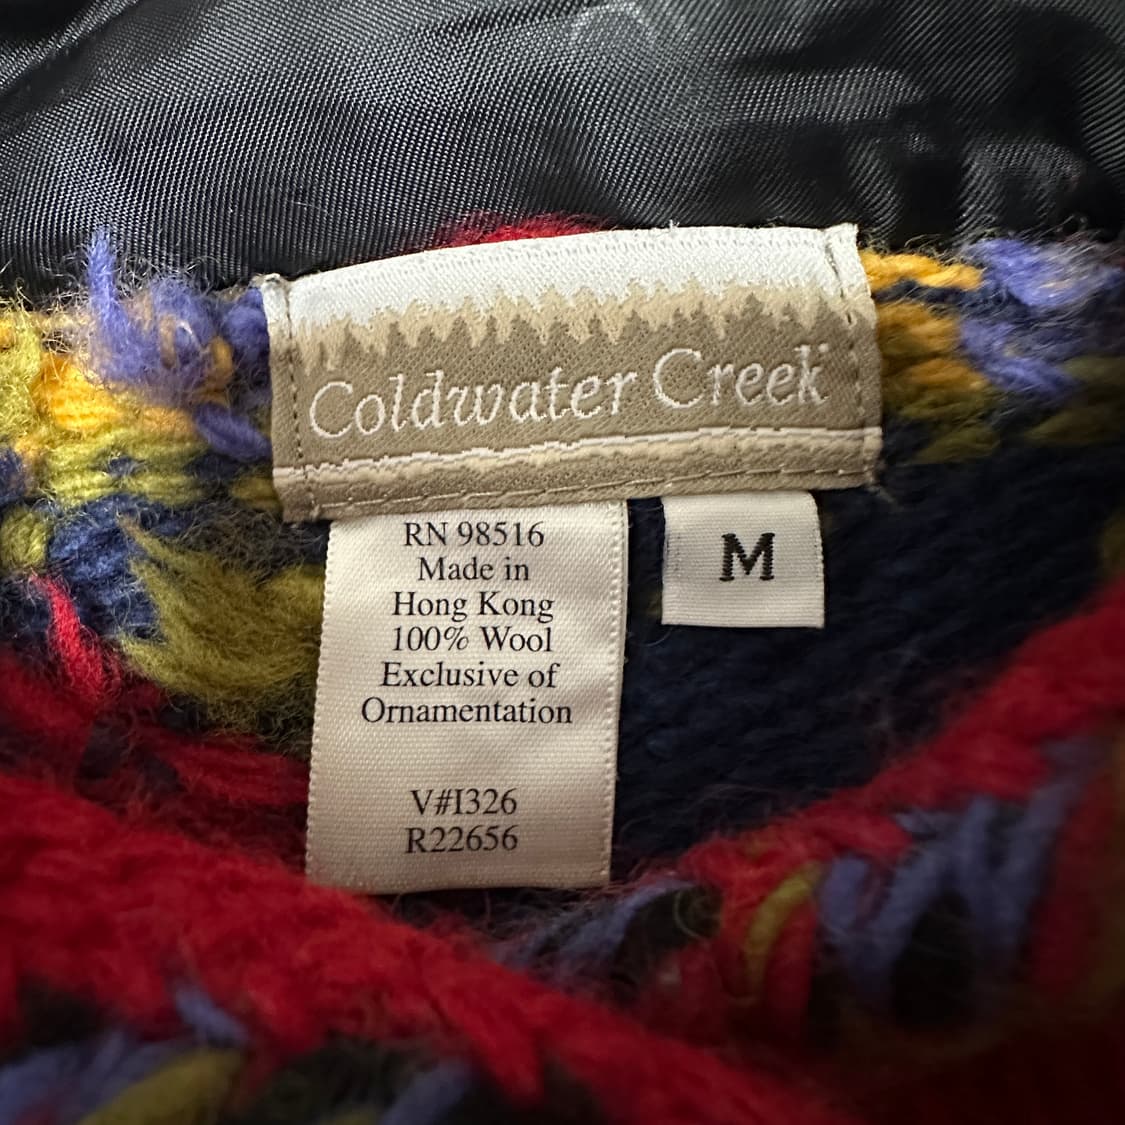 Coldwater Creek
RN 98516
Made in
Hong Kong
100% Wool
Exclusive of
Ornamentation
V#I326
R22656
M